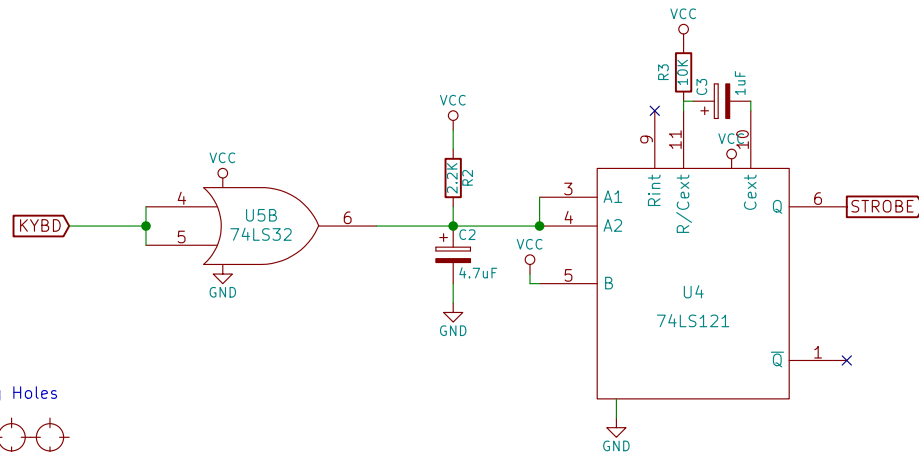 VCC
R3
10K
C3
1uF
VCC
9
11
10
VCC
Rint
R/Cext
Cext
VCC
2.2K
R2
4
5
U5B
74LS32
6
KYBD
GND
C2
4.7uF
GND
3
A1
4
A2
VCC
5
B
Q
6
STROBE
U4
74LS121
Q
1
GND
Holes